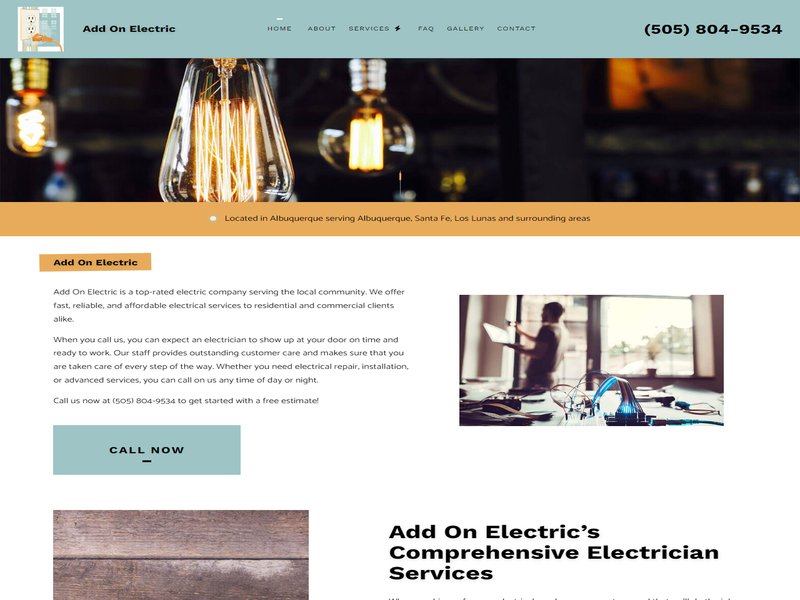 Add On Electric
HOME ABOUT SERVICES FAQ GALLERY CONTACT
(505) 804-9534
Located in Albuquerque serving Albuquerque, Santa Fe, Los Lunas and surrounding areas
Add On Electric
Add On Electric is a top-rated electric company serving the local community. We offer
fast, reliable, and affordable electrical services to residential and commercial clients
alike.
When you call us, you can expect an electrician to show up at your door on time and
ready to work. Our staff provides outstanding customer care and makes sure that you
are taken care of every step of the way. Whether you need electrical repair, installation,
or advanced services, you can call on us any time of day or night.
Call us now at (505) 804-9534 to get started with a free estimate!
CALL NOW
Add On Electric's
Comprehensive Electrician
Services